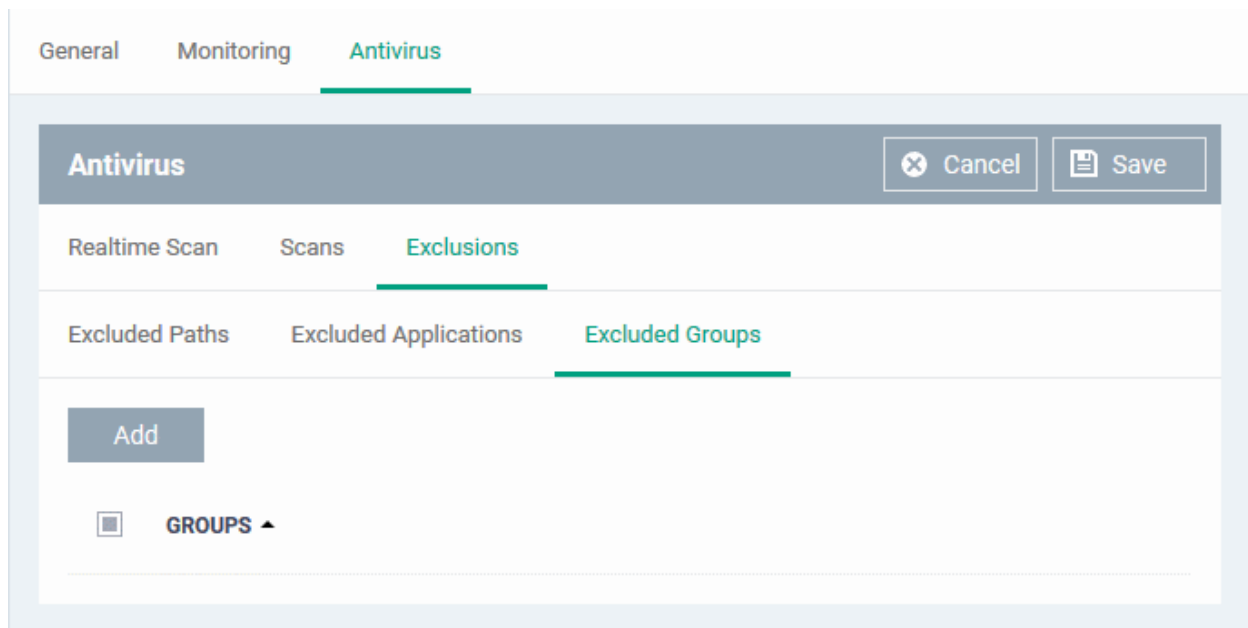 General Monitoring Antivirus
Antivirus Cancel Save
Realtime Scan Scans Exclusions
Excluded Paths Excluded Applications Excluded Groups
Add
GROUPS